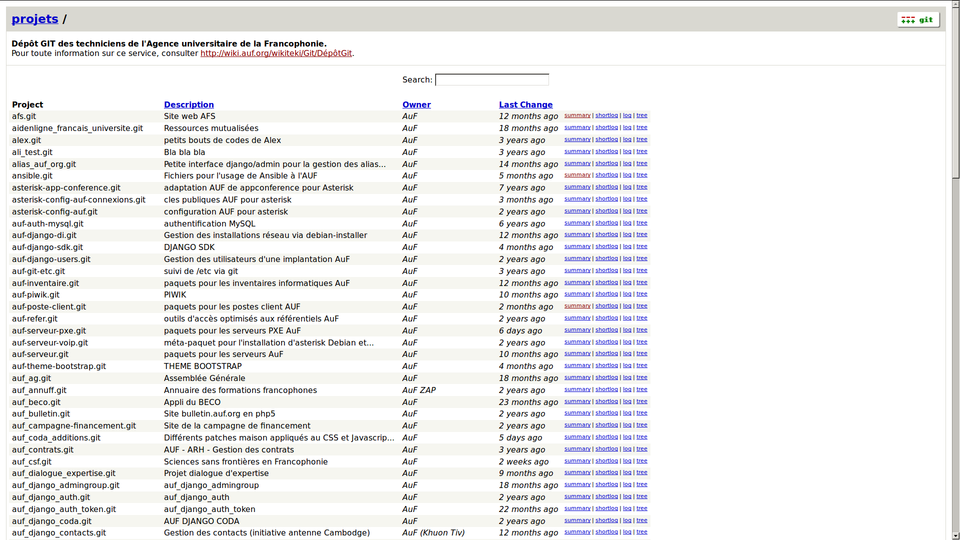 projets /
git
Dépôt GIT des techniciens de l'Agence universitaire de la Francophonie.
Pour toute information sur ce service, consulter http://wiki.auf.org/wikiteki/Git/DépôtGit.
Search:
Project Description Owner Last Change
afs.git Site web AFS AuF 12 months ago summary | shortlog | log | tree
aidenligne_francais_universite.git Ressources mutualisées AuF 18 months ago summary | shortlog | log | tree
alex.git petits bouts de codes de Alex AuF 3 years ago summary | shortlog | log | tree
ali_test.git Bla bla bla AuF 3 years ago summary | shortlog | log | tree
alias_auf_org.git Petite interface django/admin pour la gestion des alias... AuF 14 months ago summary | shortlog | log | tree
ansible.git Fichiers pour l'usage de Ansible à l'AUF AuF 5 months ago summary | shortlog | log | tree
asterisk-app-conference.git adaptation AUF de appconference pour Asterisk AuF 7 years ago summary | shortlog | log | tree
asterisk-config-auf-connexions.git cles publiques AUF pour asterisk AuF 3 months ago summary | shortlog | log | tree
asterisk-config-auf.git configuration AUF pour asterisk AuF 2 years ago summary | shortlog | log | tree
auf-auth-mysql.git authentification MySQL AuF 6 years ago summary | shortlog | log | tree
auf-django-di.git Gestion des installations réseau via debian-installer AuF 12 months ago summary | shortlog | log | tree
auf-django-sdk.git DJANGO SDK AuF 4 months ago summary | shortlog | log | tree
auf-django-users.git Gestion des utilisateurs d'une implantation AuF AuF 2 years ago summary | shortlog | log | tree
auf-git-etc.git suivi de /etc via git AuF 3 years ago summary | shortlog | log | tree
auf-inventaire.git paquets pour les inventaires informatiques AuF AuF 12 months ago summary | shortlog | log | tree
auf-piwik.git PIWIK AuF 10 months ago summary | shortlog | log | tree
auf-poste-client.git paquets pour les postes client AUF AuF 2 months ago summary | shortlog | log | tree
auf-refer.git outils d'accès optimisés aux référentiels AuF AuF 2 years ago summary | shortlog | log | tree
auf-serveur-pxe.git paquets pour les serveurs PXE AuF AuF 6 days ago summary | shortlog | log | tree
auf-serveur-voip.git méta-paquet pour l'installation d'asterisk Debian et... AuF 2 years ago summary | shortlog | log | tree
auf-serveur.git paquets pour les serveurs AuF AuF 10 months ago summary | shortlog | log | tree
auf-theme-bootstrap.git THEME BOOTSTRAP AuF 4 months ago summary | shortlog | log | tree
auf_ag.git Assemblée Générale AuF 18 months ago summary | shortlog | log | tree
auf_annuff.git Annuaire des formations francophones AuF ZAP 2 years ago summary | shortlog | log | tree
auf_beco.git Appli du BECO AuF 23 months ago summary | shortlog | log | tree
auf_bulletin.git Site bulletin.auf.org en php5 AuF 2 years ago summary | shortlog | log | tree
auf_campagne-financement.git Site de la campagne de financement AuF 2 years ago summary | shortlog | log | tree
auf_coda_additions.git Différents patches maison appliqués au CSS et Javascrip... AuF 5 days ago summary | shortlog | log | tree
auf_contrats.git AUF - ARH - Gestion des contrats AuF 3 years ago summary | shortlog | log | tree
auf_csf.git Sciences sans frontières en Francophonie AuF 2 weeks ago summary | shortlog | log | tree
auf_dialogue_expertise.git Projet dialogue d'expertise AuF 9 months ago summary | shortlog | log | tree
auf_django_admingroup.git auf_django_admingroup AuF 18 months ago summary | shortlog | log | tree
auf_django_auth.git auf_django_auth AuF 2 years ago summary | shortlog | log | tree
auf_django_auth_token.git auf_django_auth_token AuF 22 months ago summary | shortlog | log | tree
auf_django_coda.git AUF DJANGO CODA AuF 2 years ago summary | shortlog | log | tree
auf_django_contacts.git Gestion des contacts (initiative antenne Cambodge) AuF (Khuon Tiv) 12 months ago summary | shortlog | log | tree